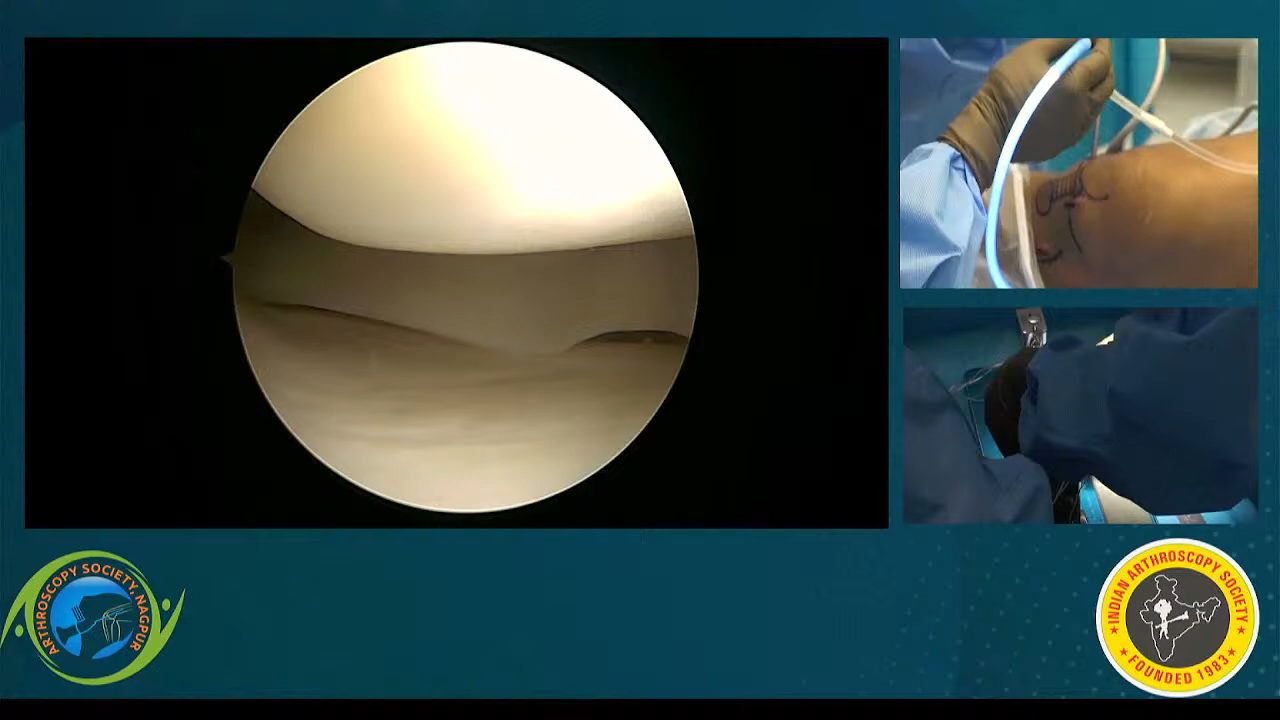 ARTHROSCOPY SOCIETY, NAGPUR
INDIAN ARTHROSCOPY SOCIETY
★ FOUNDED 1983 ★